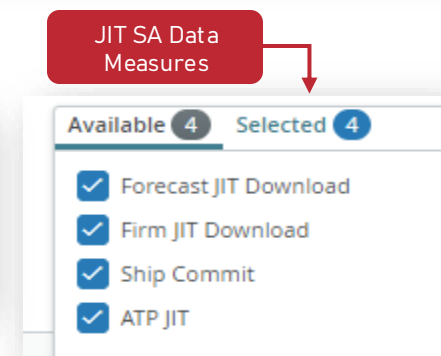 JIT SA Data
Measures
Available 4 Selected 4
Forecast JIT Download
Firm JIT Download
Ship Commit
ATP JIT